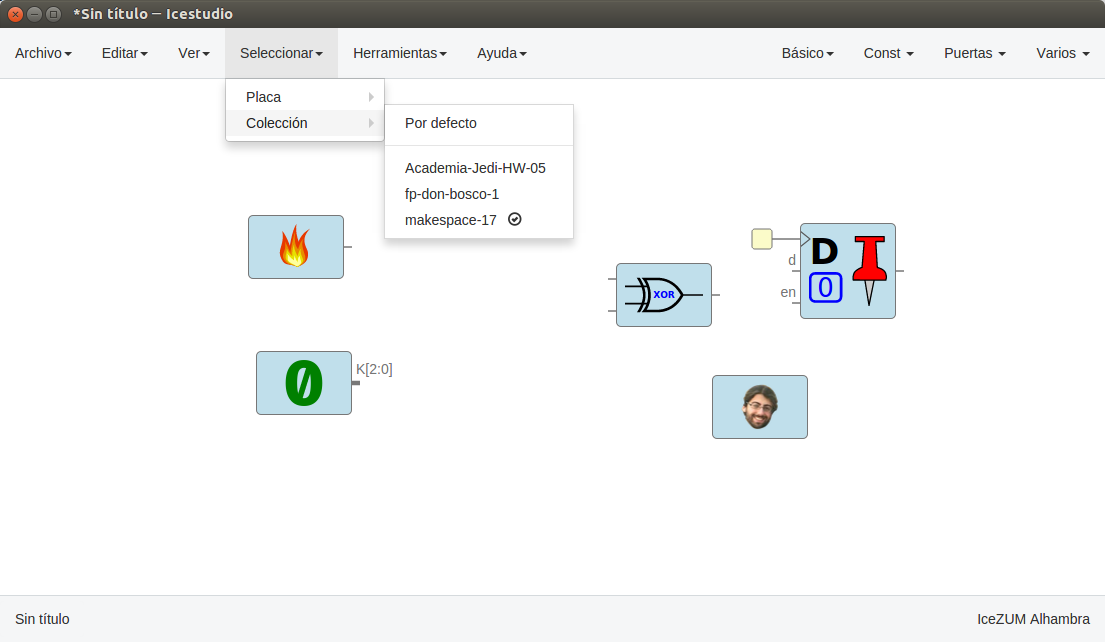 *Sin título — Icestudio
Archivo Editar Ver Seleccionar Herramientas Ayuda Básico Const Puertas Varios
Placa
Colección
Por defecto
Academia-Jedi-HW-05
fp-don-bosco-1
makespace-17
XOR
D
0
d
en
0
K[2:0]
Sin título
IceZUM Alhambra